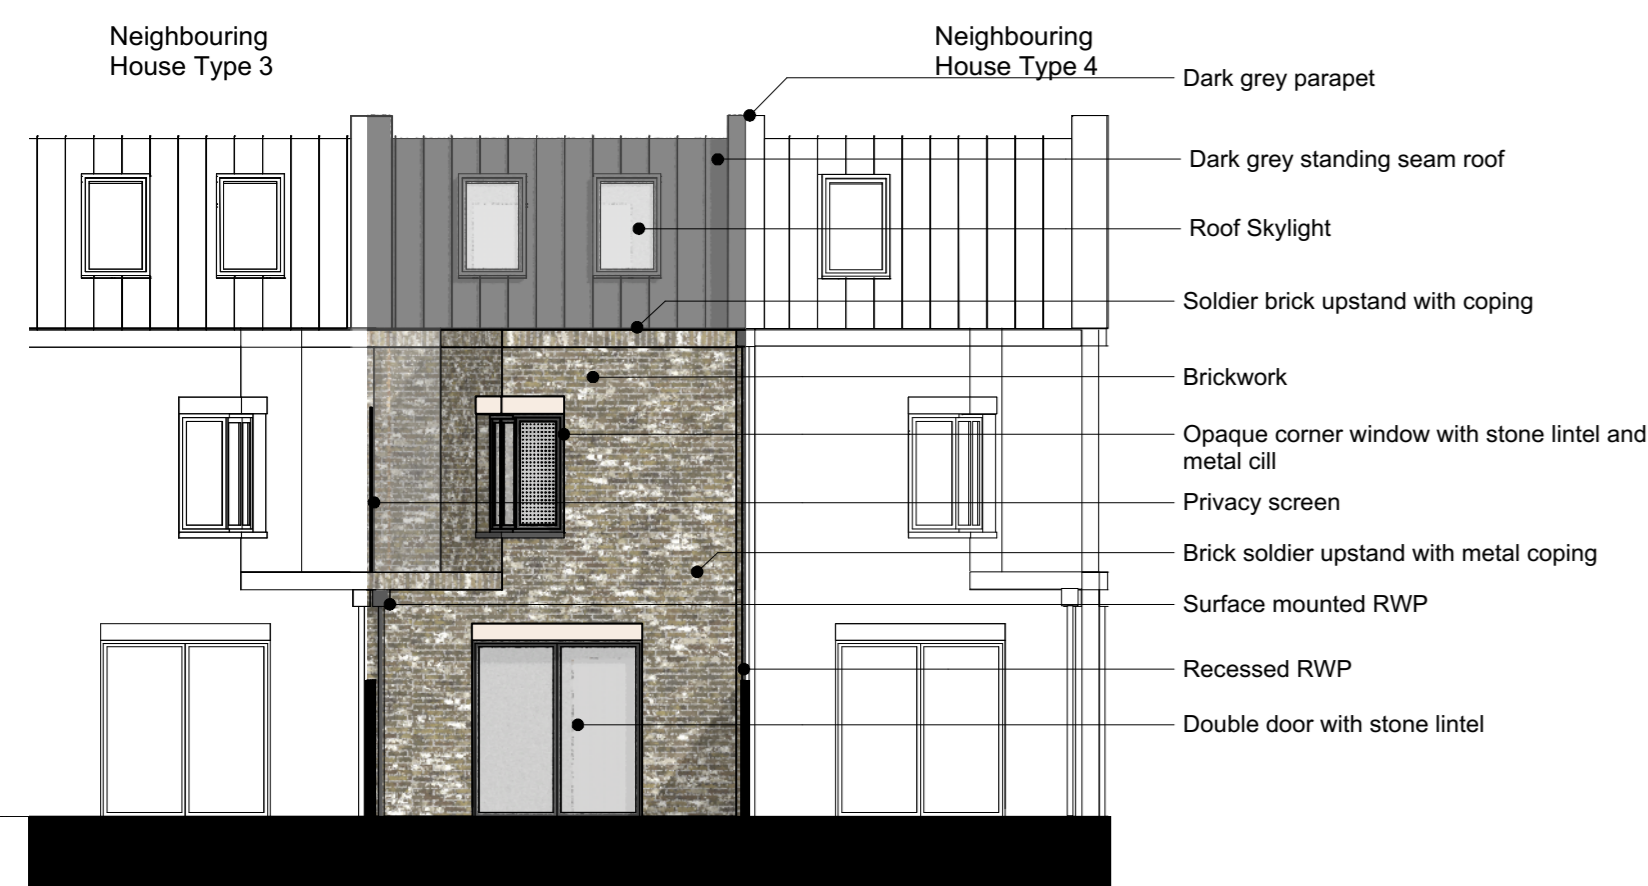 Neighbouring
House Type 3
Neighbouring
House Type 4
Dark grey parapet
Dark grey standing seam roof
Roof Skylight
Soldier brick upstand with coping
Brickwork
Opaque corner window with stone lintel and
metal cill
Privacy screen
Brick soldier upstand with metal coping
Surface mounted RWP
Recessed RWP
Double door with stone lintel